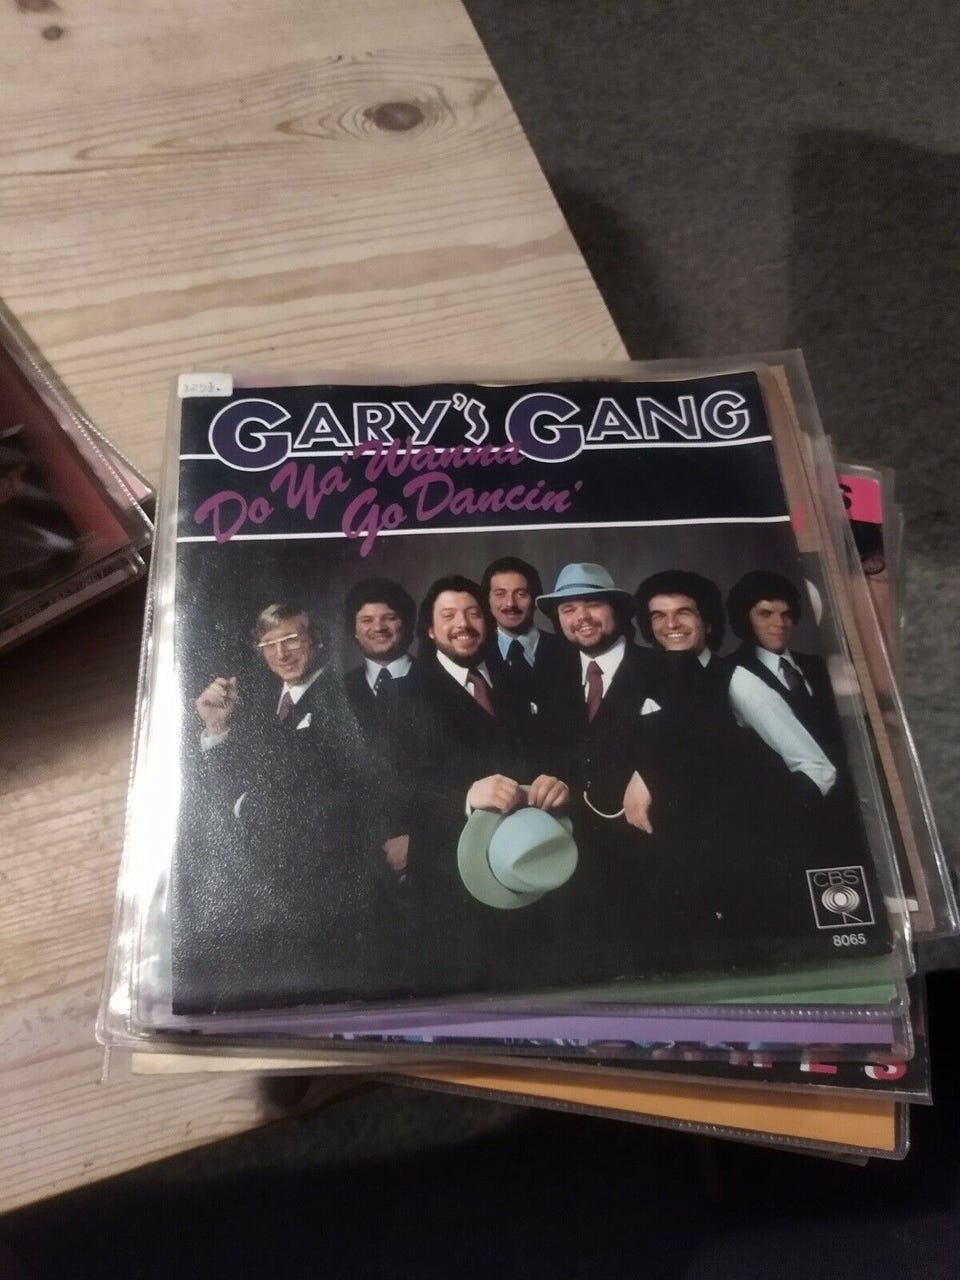 GARY'S GANG
Do Ya' Wanna
Go Dancin'
CBS
8065